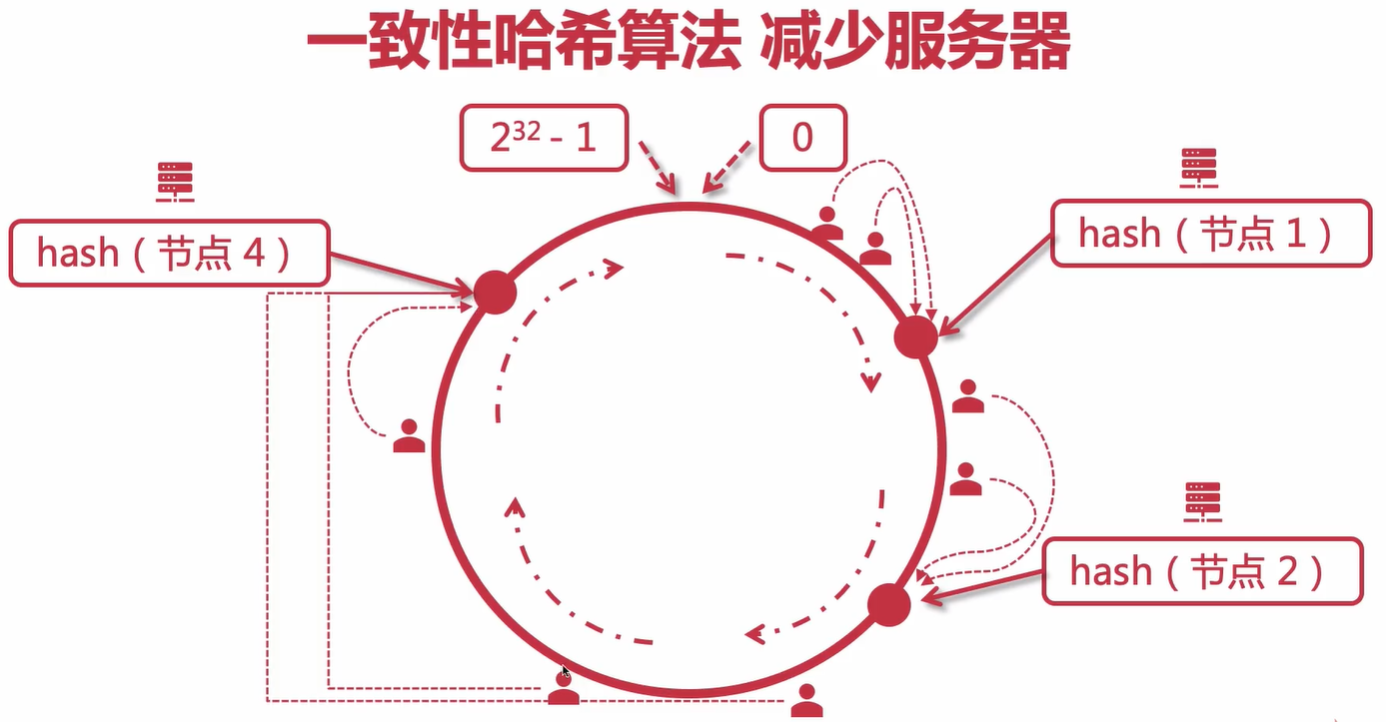 一致性哈希算法 减少服务器
2³² - 1
0
hash（节点 4）
hash（节点 1）
hash（节点 2）